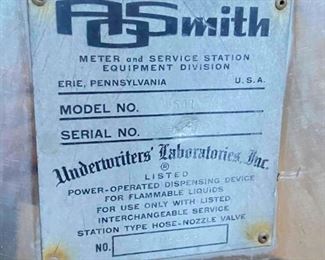 AOSmith
METER and SERVICE STATION
EQUIPMENT DIVISION
ERIE, PENNSYLVANIA U.S.A.
MODEL NO.
SERIAL NO.
Underwriters' Laboratories, Inc.
®
LISTED
POWER-OPERATED DISPENSING DEVICE
FOR FLAMMABLE LIQUIDS
FOR USE ONLY WITH LISTED
INTERCHANGEABLE SERVICE
STATION TYPE HOSE-NOZZLE VALVE
NO.